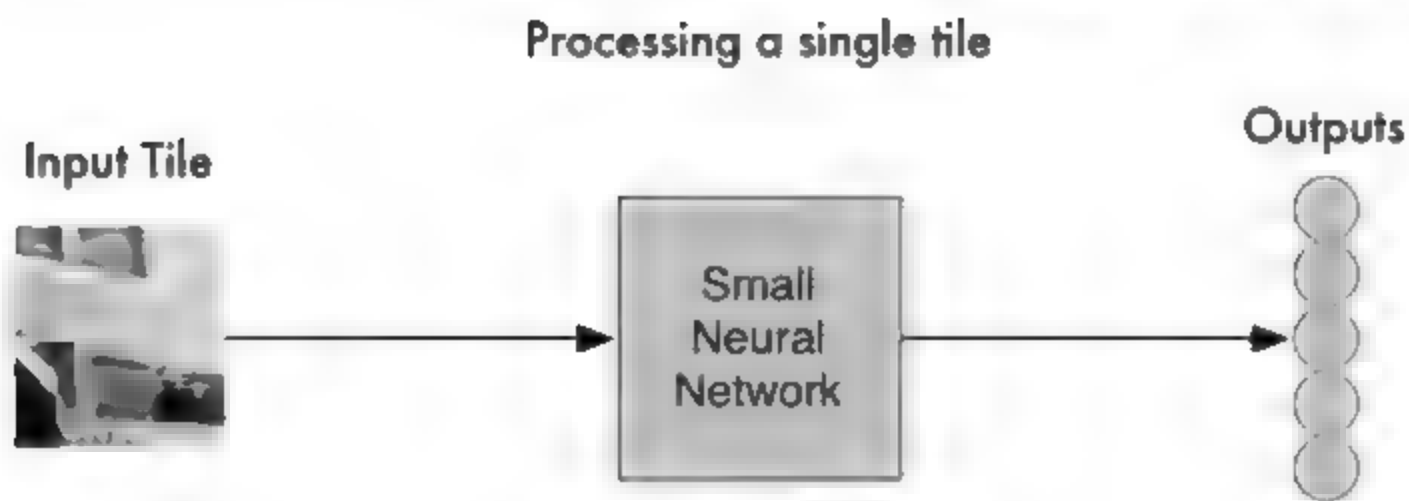 Processing a single tile
Input Tile
Outputs
Small
Neural
Network